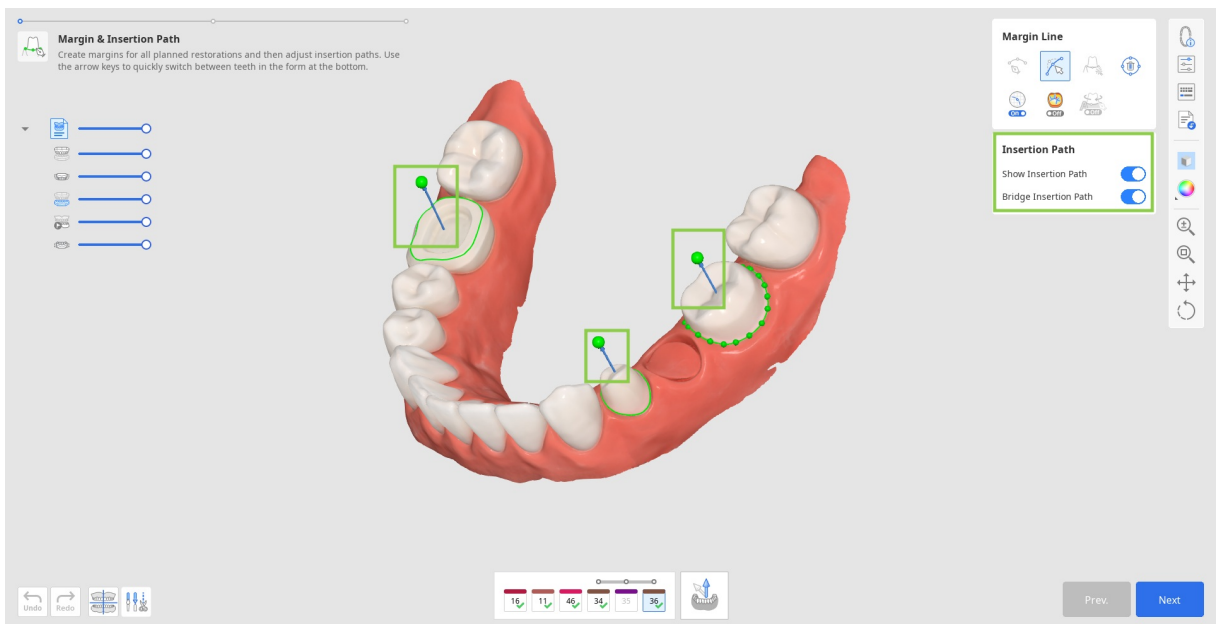 Margin & Insertion Path
Create margins for all planned restorations and then adjust insertion paths. Use
the arrow keys to quickly switch between teeth in the form at the bottom.
Margin Line
On
Off
Off
Insertion Path
Show Insertion Path
Bridge Insertion Path
Undo
Redo
16
11
46
34
35
36
Prev.
Next